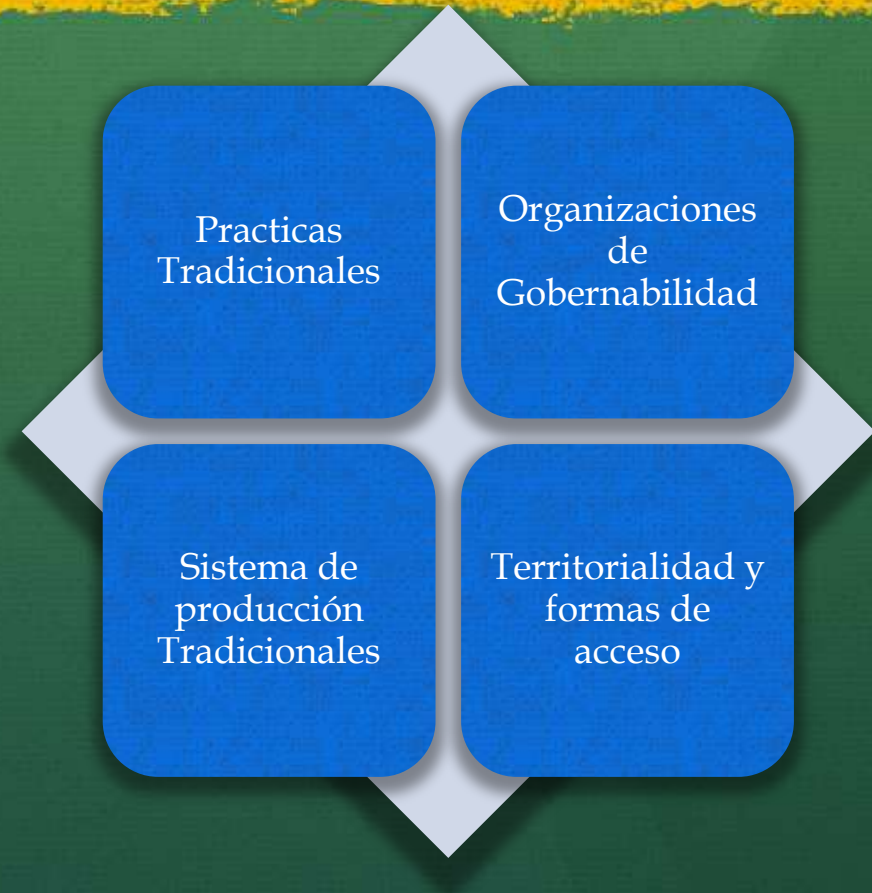 Practicas
Tradicionales
Organizaciones
de
Gobernabilidad
Sistema de
producción
Tradicionales
Territorialidad y
formas de
acceso